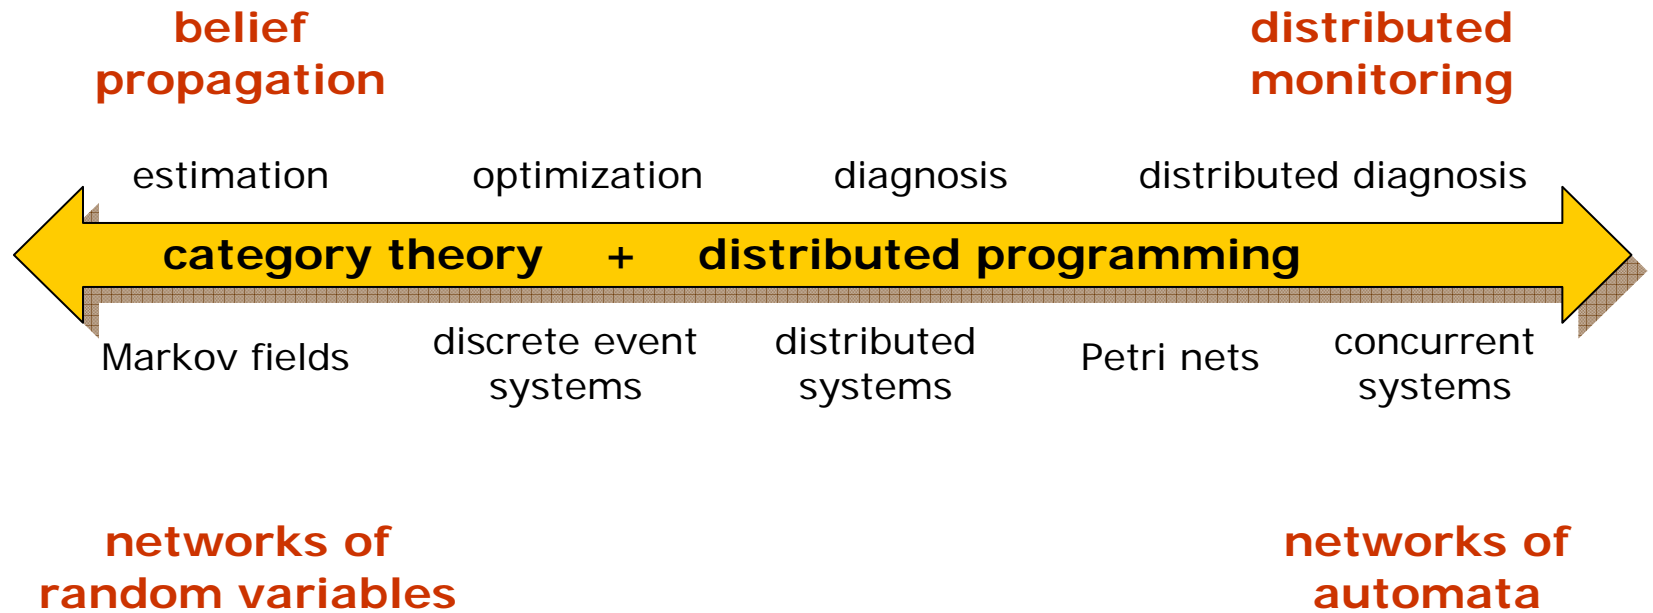 belief
propagation
distributed
monitoring
estimation
optimization
diagnosis
distributed diagnosis
category theory + distributed programming
Markov fields
discrete event
systems
distributed
systems
Petri nets
concurrent
systems
networks of
random variables
networks of
automata